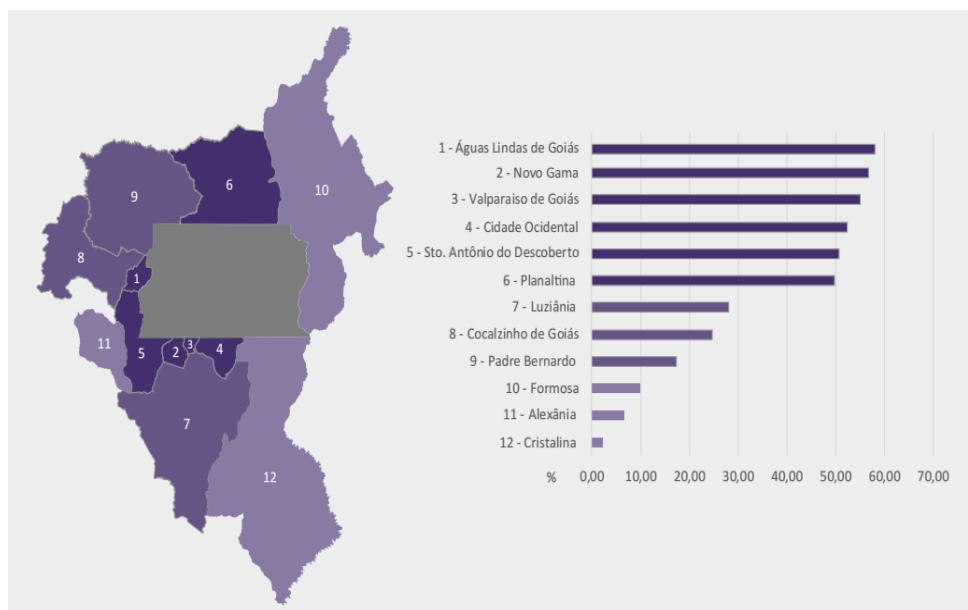 6
10
9
8
1
11
5
2
3
4
7
12
1 - Águas Lindas de Goiás
2 - Novo Gama
3 - Valparaiso de Goiás
4 - Cidade Ocidental
5 - Sto. Antônio do Descoberto
6 - Planaltina
7 - Luziânia
8 - Cocalzinho de Goiás
9 - Padre Bernardo
10 - Formosa
11 - Alexânia
12 - Cristalina
% 0,00 10,00 20,00 30,00 40,00 50,00 60,00 70,00